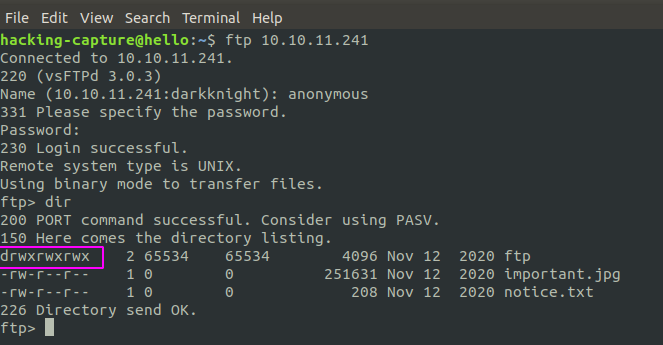 File Edit View Search Terminal Help
hacking-capture@hello:~$ ftp 10.10.11.241
Connected to 10.10.11.241.
220 (vsFTPd 3.0.3)
Name (10.10.11.241:darkknight): anonymous
331 Please specify the password.
Password:
230 Login successful.
Remote system type is UNIX.
Using binary mode to transfer files.
ftp> dir
200 PORT command successful. Consider using PASV.
150 Here comes the directory listing.
drwxrwxrwx    2 65534    65534        4096 Nov 12  2020 ftp
-rw-r--r--    1 0        0          251631 Nov 12  2020 important.jpg
-rw-r--r--    1 0        0             208 Nov 12  2020 notice.txt
226 Directory send OK.
ftp>